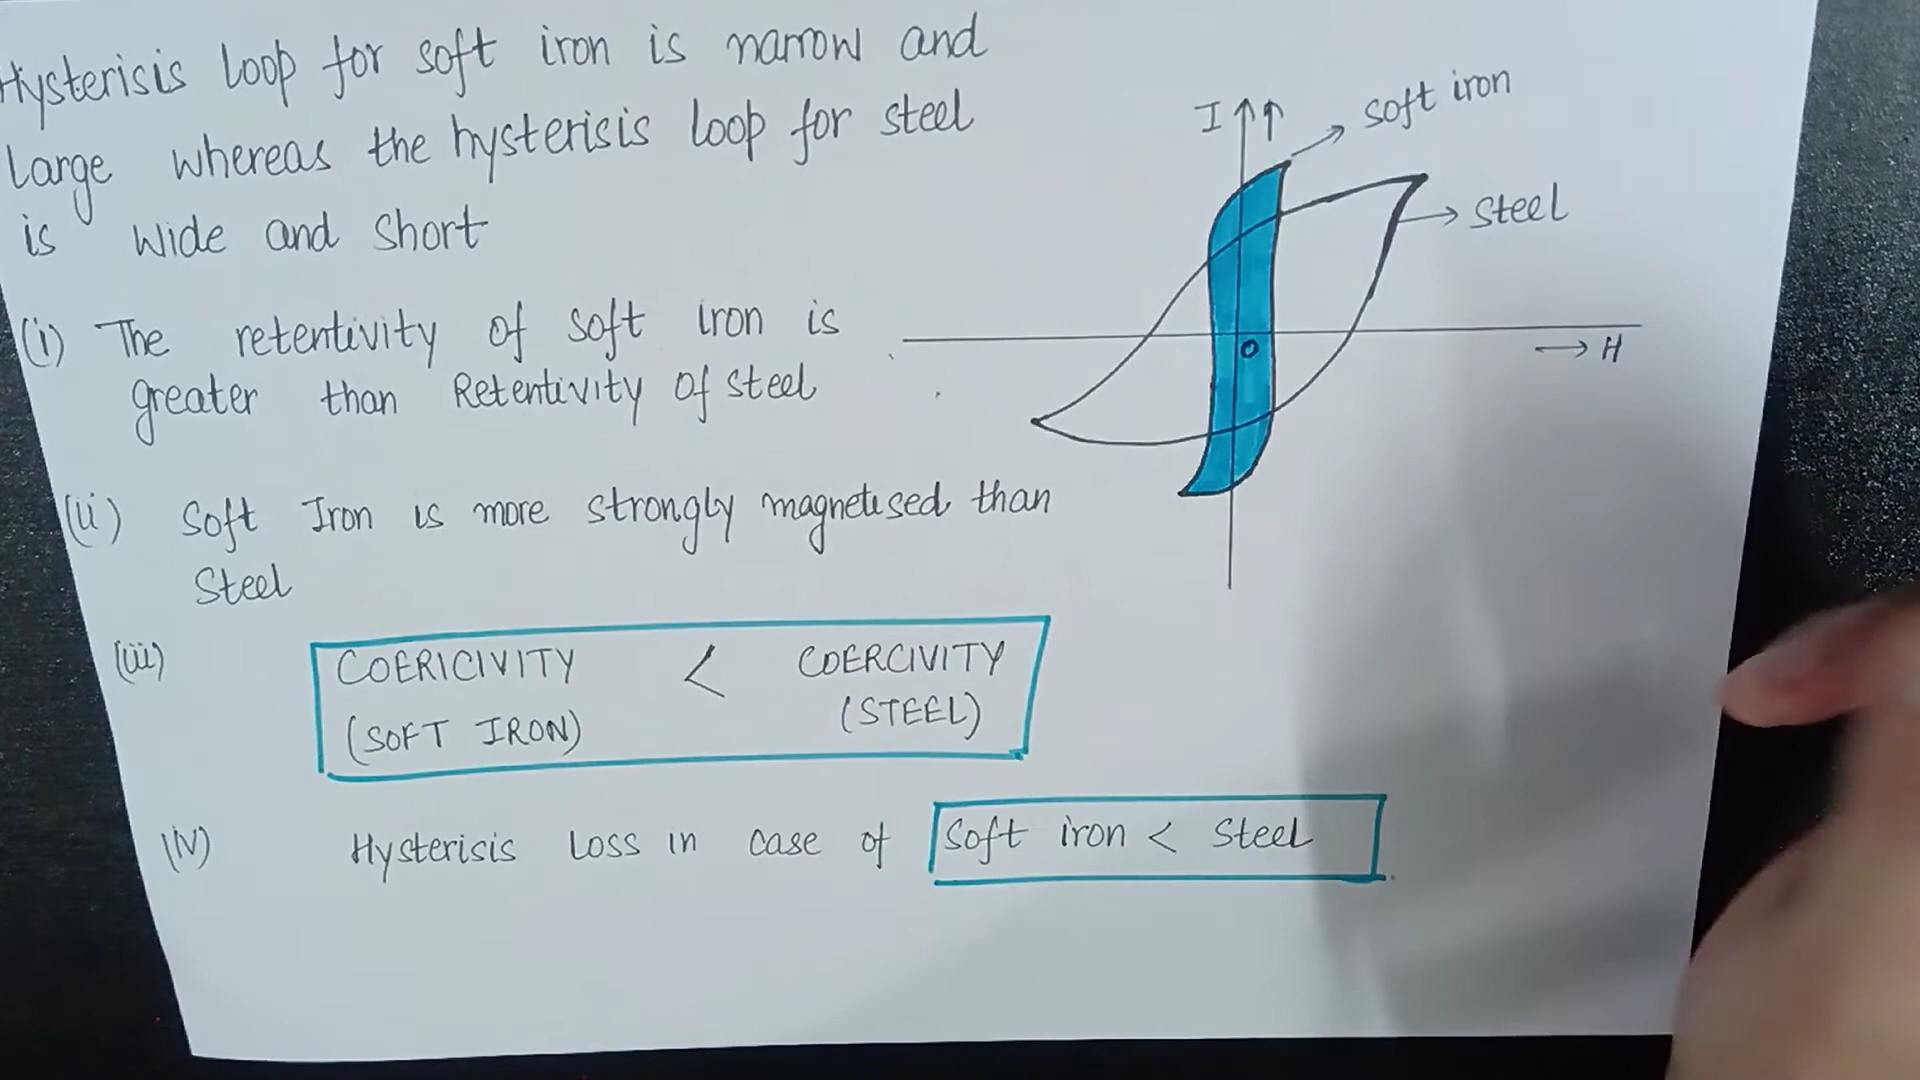 Hysterisis loop for soft iron is narrow and
large whereas the hysterisis loop for steel
is wide and short
I
soft iron
steel
(i) The retentivity of soft iron is
greater than Retentivity of steel
O
→ H
(ii) Soft Iron is more strongly magnetised than
Steel
(iii) COERICIVITY < COERCIVITY
(SOFT IRON) (STEEL)
(iv) Hysterisis Loss in case of Soft iron < Steel